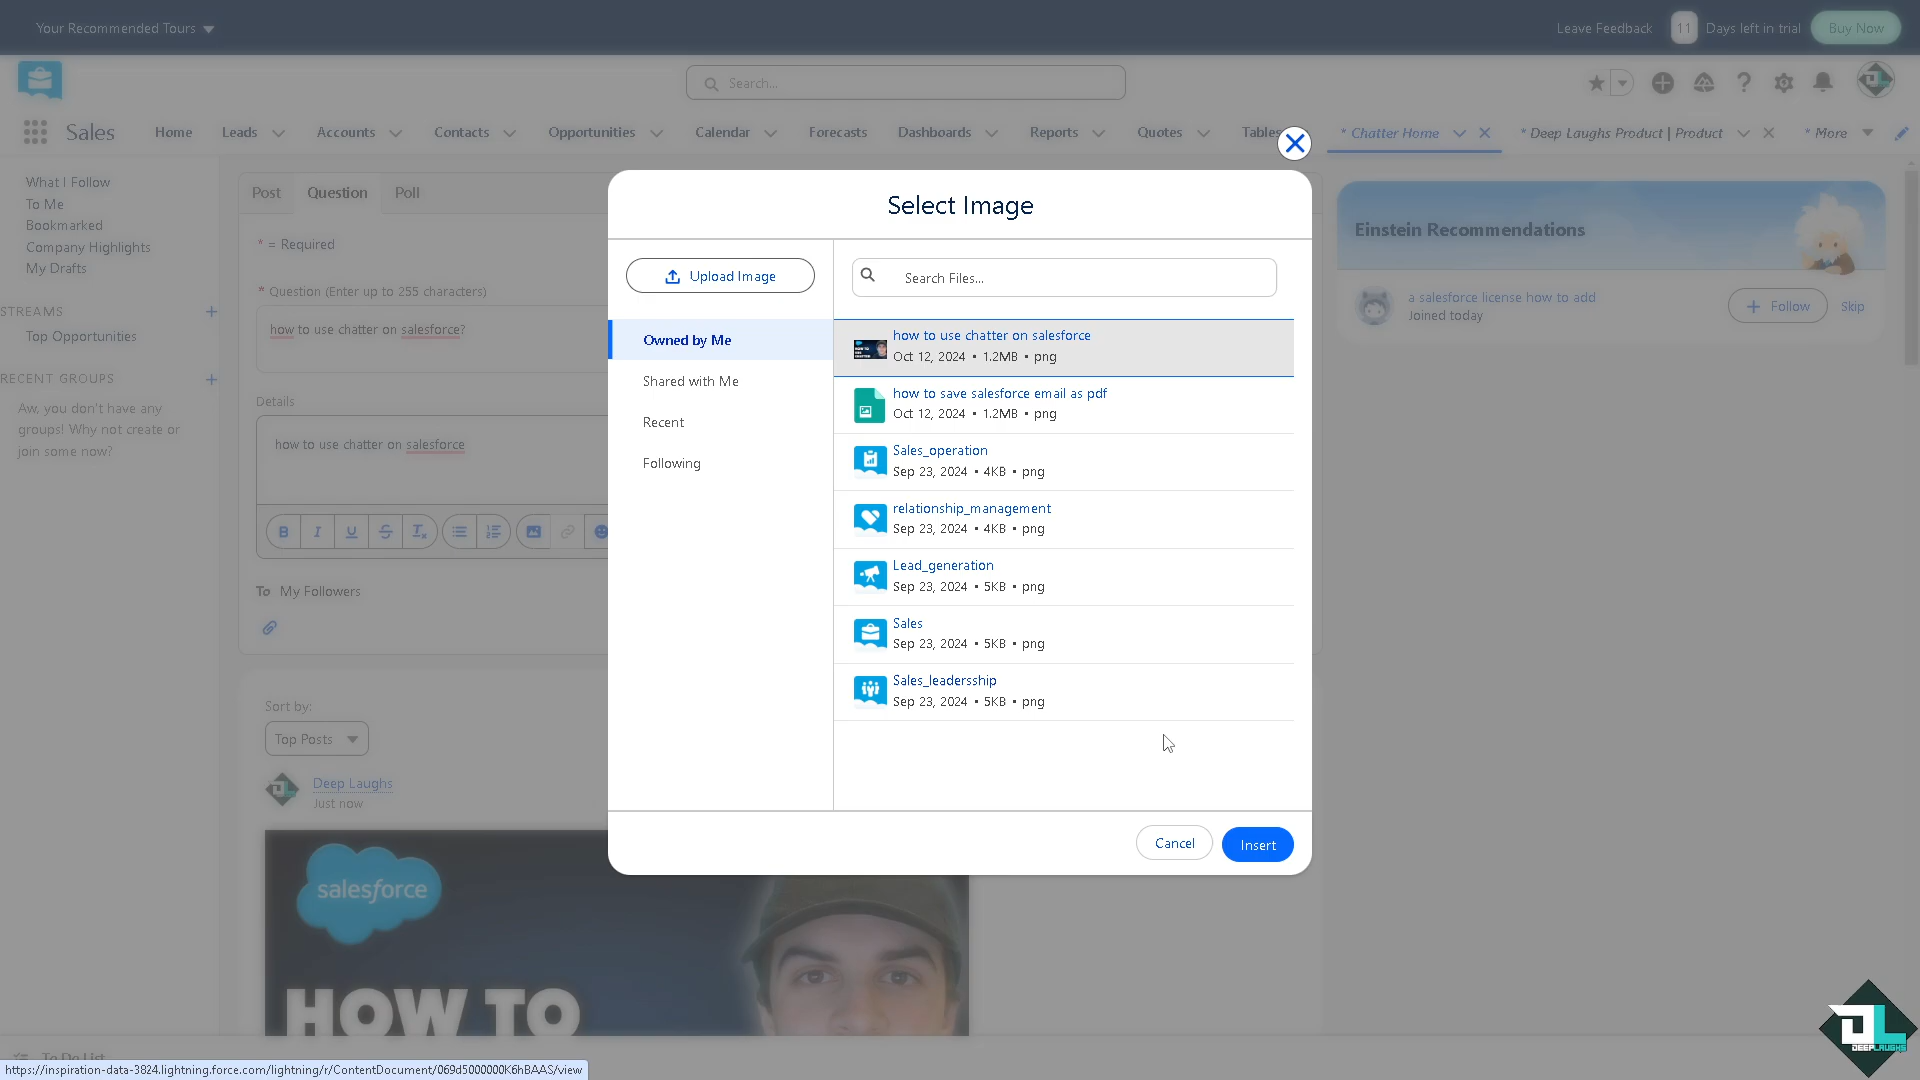 Your Recommended Tours
Leave Feedback
11
Days left in trial
Buy Now
Search...
Sales
Home
Leads
Accounts
Contacts
Opportunities
Calendar
Forecasts
Dashboards
Reports
Quotes
Tables
* Chatter Home
* Deep Laughs Product | Product
* More
What I Follow
To Me
Bookmarked
Company Highlights
My Drafts
STREAMS
Top Opportunities
RECENT GROUPS
Aw, you don't have any
groups! Why not create or
join some now?
Post
Question
Poll
* = Required
* Question (Enter up to 255 characters)
how to use chatter on salesforce?
Details
how to use chatter on salesforce
B I U S Tx
To My Followers
Sort by:
Top Posts
Deep Laughs
Just now
salesforce
HOW TO
Select Image
Upload Image
Owned by Me
Shared with Me
Recent
Following
Search Files...
how to use chatter on salesforce
Oct 12, 2024 • 1.2MB • png
how to save salesforce email as pdf
Oct 12, 2024 • 1.2MB • png
Sales_operation
Sep 23, 2024 • 4KB • png
relationship_management
Sep 23, 2024 • 4KB • png
Lead_generation
Sep 23, 2024 • 5KB • png
Sales
Sep 23, 2024 • 5KB • png
Sales_leadersship
Sep 23, 2024 • 5KB • png
Cancel
Insert
Einstein Recommendations
a salesforce license how to add
Joined today
Follow
Skip
To Do List
https://inspiration-data-3824.lightning.force.com/lightning/r/ContentDocument/069d5000000K6hBAAS/view
DL
DEEPLAUGHS